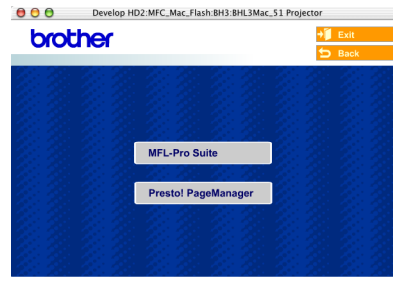 Develop HD2:MFC_Mac_Flash:BH3:BHL3Mac_51 Projector
brother
Exit
Back
MFL-Pro Suite
Presto! PageManager